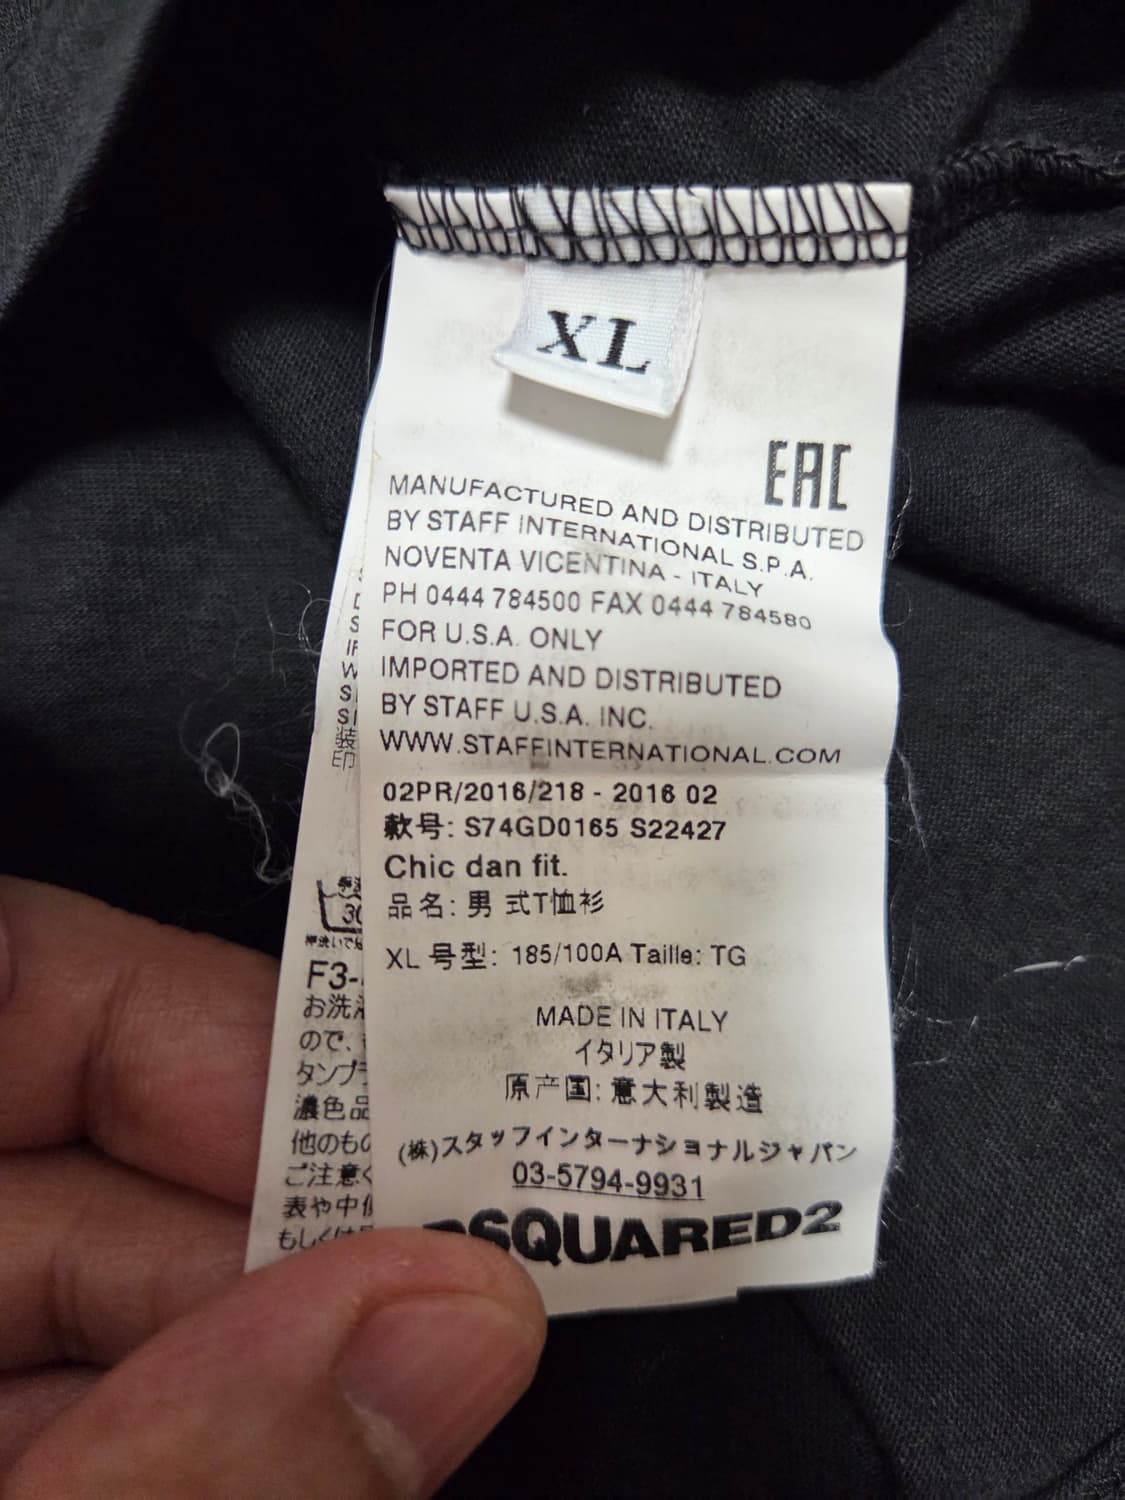 XL
EAC
MANUFACTURED AND DISTRIBUTED
BY STAFF INTERNATIONAL S.P.A.
NOVENTA VICENTINA - ITALY
PH 0444 784500 FAX 0444 784580
FOR U.S.A. ONLY
IMPORTED AND DISTRIBUTED
BY STAFF U.S.A. INC.
WWW.STAFFINTERNATIONAL.COM
02PR/2016/218 - 2016 02
款号: S74GD0165 S22427
Chic dan fit.
品名: 男 式T恤衫
XL 号型: 185/100A Taille: TG
MADE IN ITALY
イタリア製
原产国: 意大利製造
(株)スタッフインターナショナルジャパン
03-5794-9931
SQUARED2
装
印
30
F3-
お洗
ので、
タンブラ
濃色品
他のもの
ご注意く
表や中